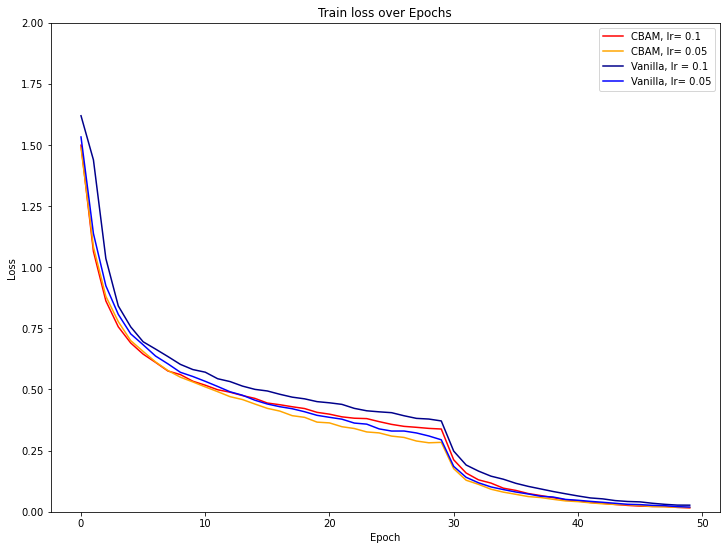 Train loss over Epochs
CBAM, lr= 0.1
CBAM, lr= 0.05
Vanilla, lr = 0.1
Vanilla, lr= 0.05
2.00
1.75
1.50
1.25
1.00
0.75
0.50
0.25
0.00
Loss
0 10 20 30 40 50
Epoch